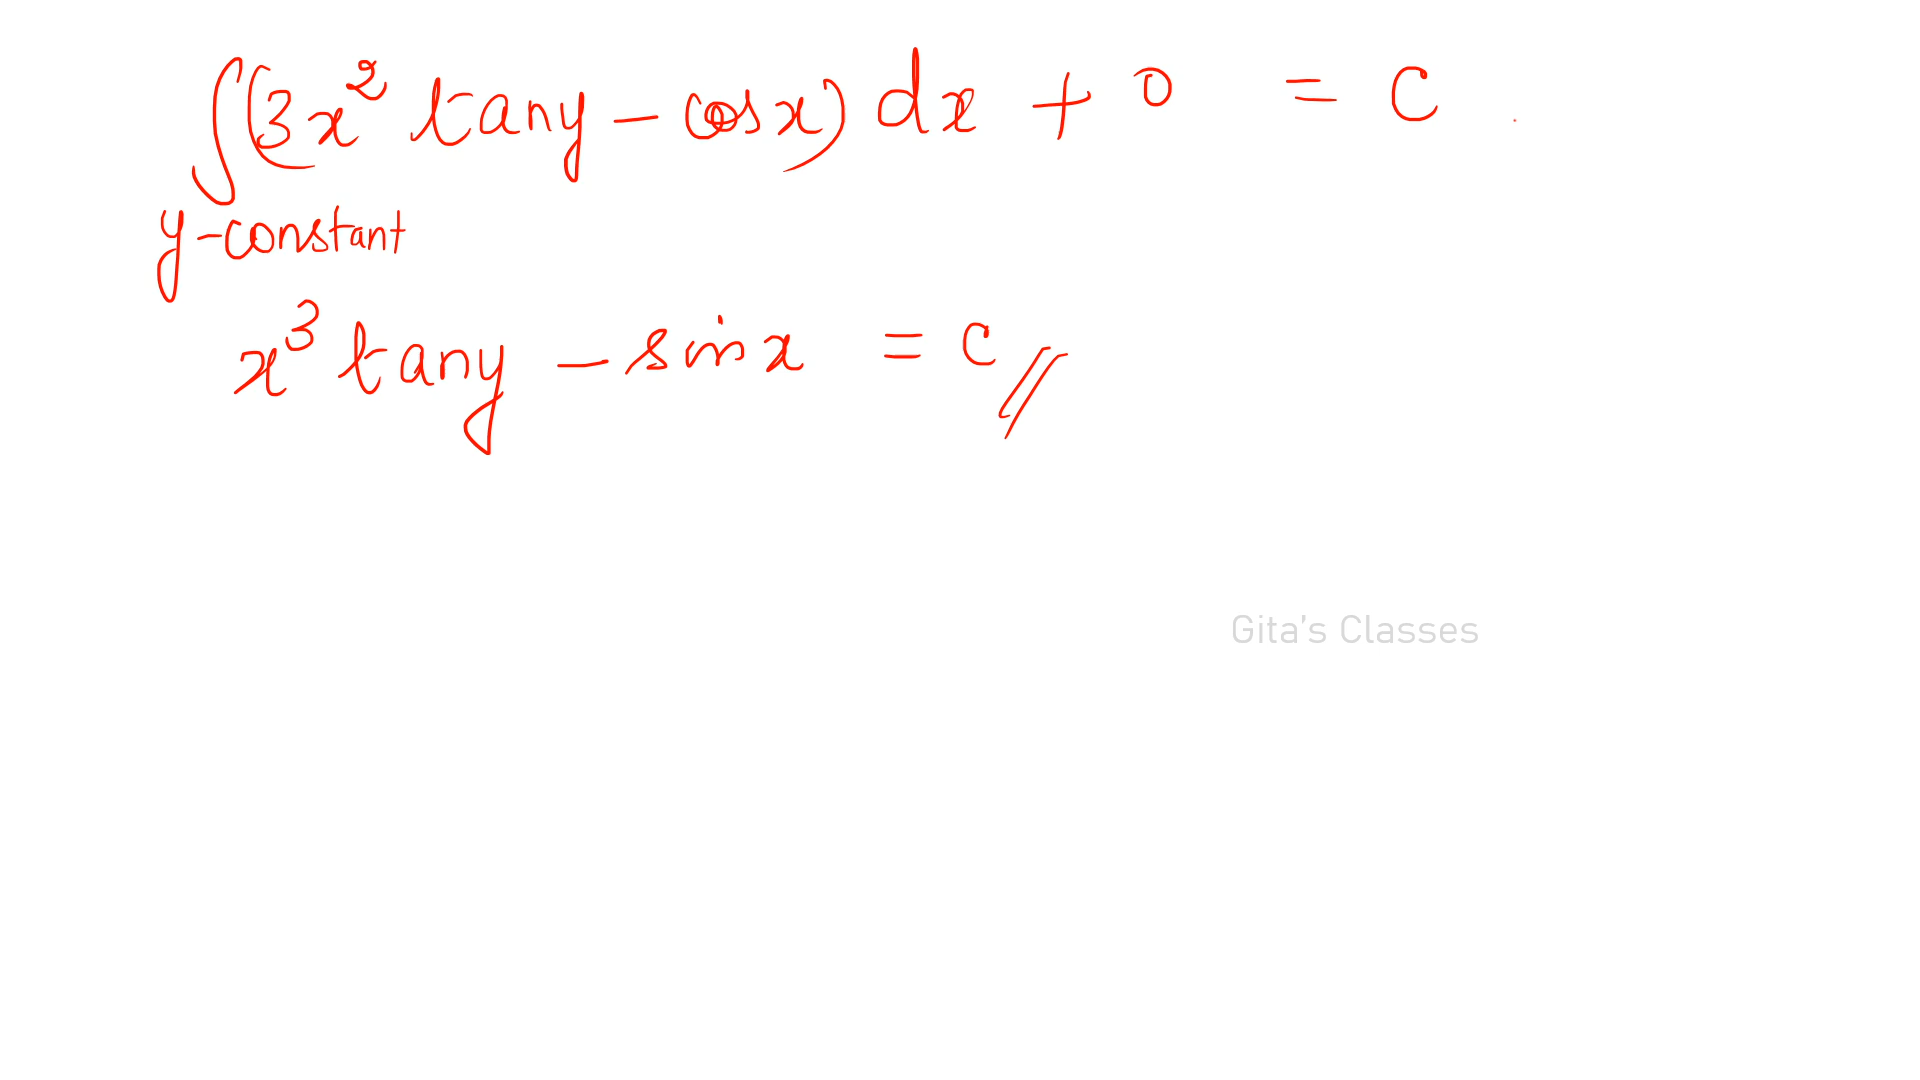 ∫(3x² tany - cosx) dx + 0 = C
y-constant
x³ tany - sinx = C //
Gita's Classes